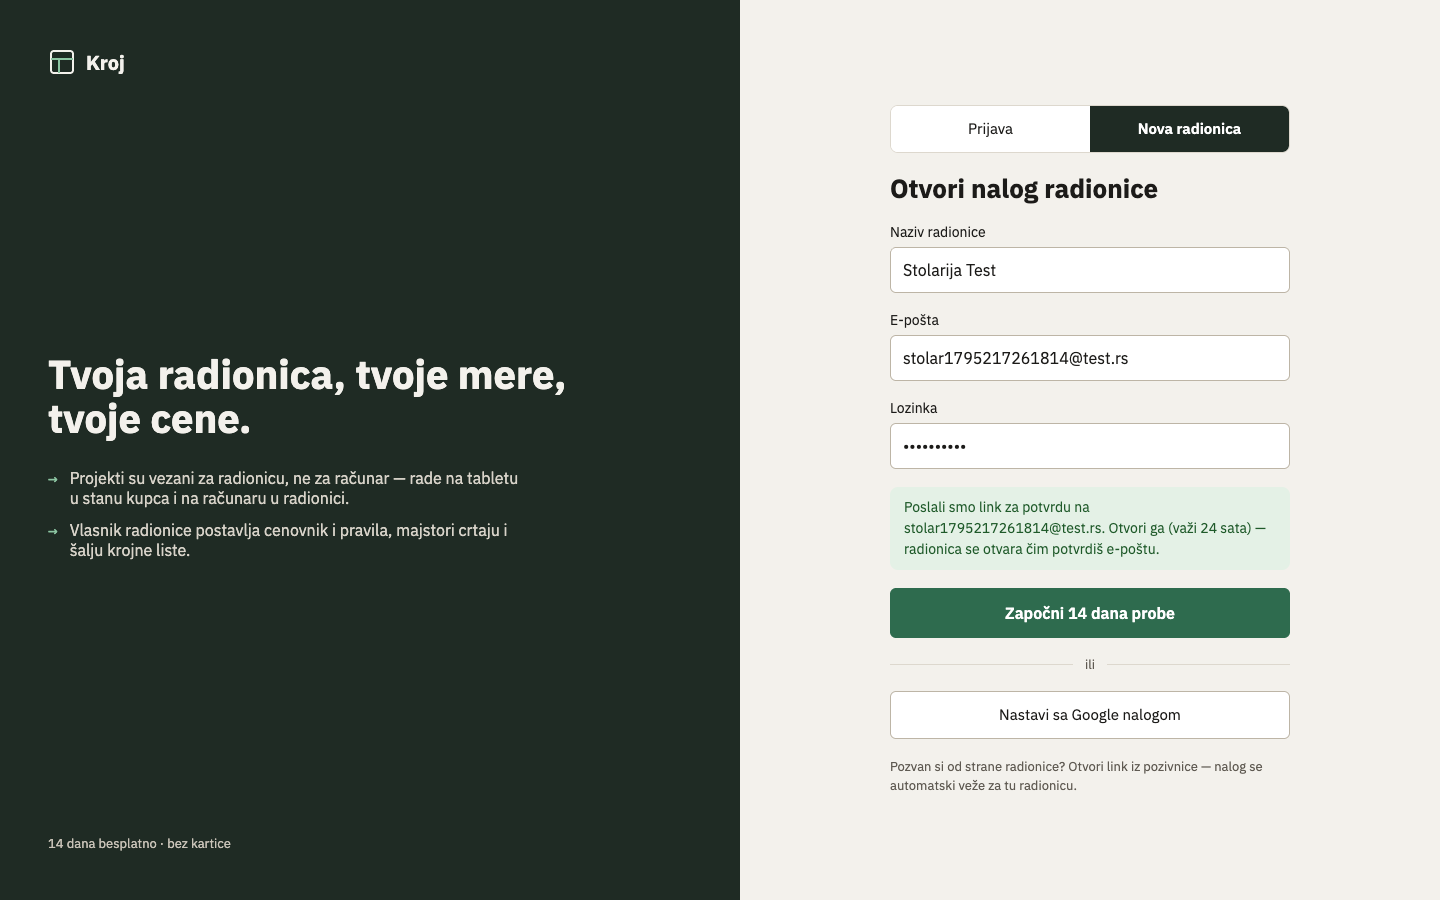 Kroj
Tvoja radionica, tvoje mere,
tvoje cene.
→ Projekti su vezani za radionicu, ne za računar — rade na tabletu
u stanu kupca i na računaru u radionici.
→ Vlasnik radionice postavlja cenovnik i pravila, majstori crtaju i
šalju krojne liste.
14 dana besplatno · bez kartice
Prijava
Nova radionica
Otvori nalog radionice
Naziv radionice
Stolarija Test
E-pošta
stolar1795217261814@test.rs
Lozinka
••••••••••
Poslali smo link za potvrdu na
stolar1795217261814@test.rs. Otvori ga (važi 24 sata) —
radionica se otvara čim potvrdiš e-poštu.
Započni 14 dana probe
ili
Nastavi sa Google nalogom
Pozvan si od strane radionice? Otvori link iz pozivnice — nalog se
automatski veže za tu radionicu.